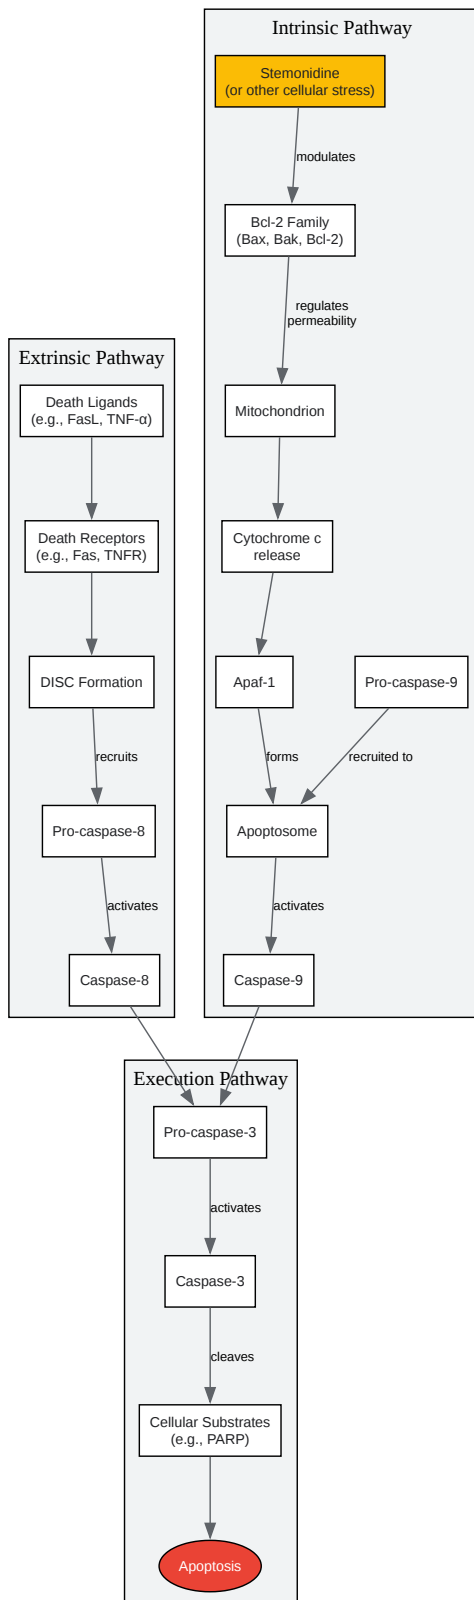 Intrinsic Pathway
Stemonidine
(or other cellular stress)
modulates
Bcl-2 Family
(Bax, Bak, Bcl-2)
regulates
permeability
Mitochondrion
Cytochrome c
release
Apaf-1
Pro-caspase-9
forms
recruited to
Apoptosome
activates
Caspase-9
Extrinsic Pathway
Death Ligands
(e.g., FasL, TNF-α)
Death Receptors
(e.g., Fas, TNFR)
DISC Formation
recruits
Pro-caspase-8
activates
Caspase-8
Execution Pathway
Pro-caspase-3
activates
Caspase-3
cleaves
Cellular Substrates
(e.g., PARP)
Apoptosis